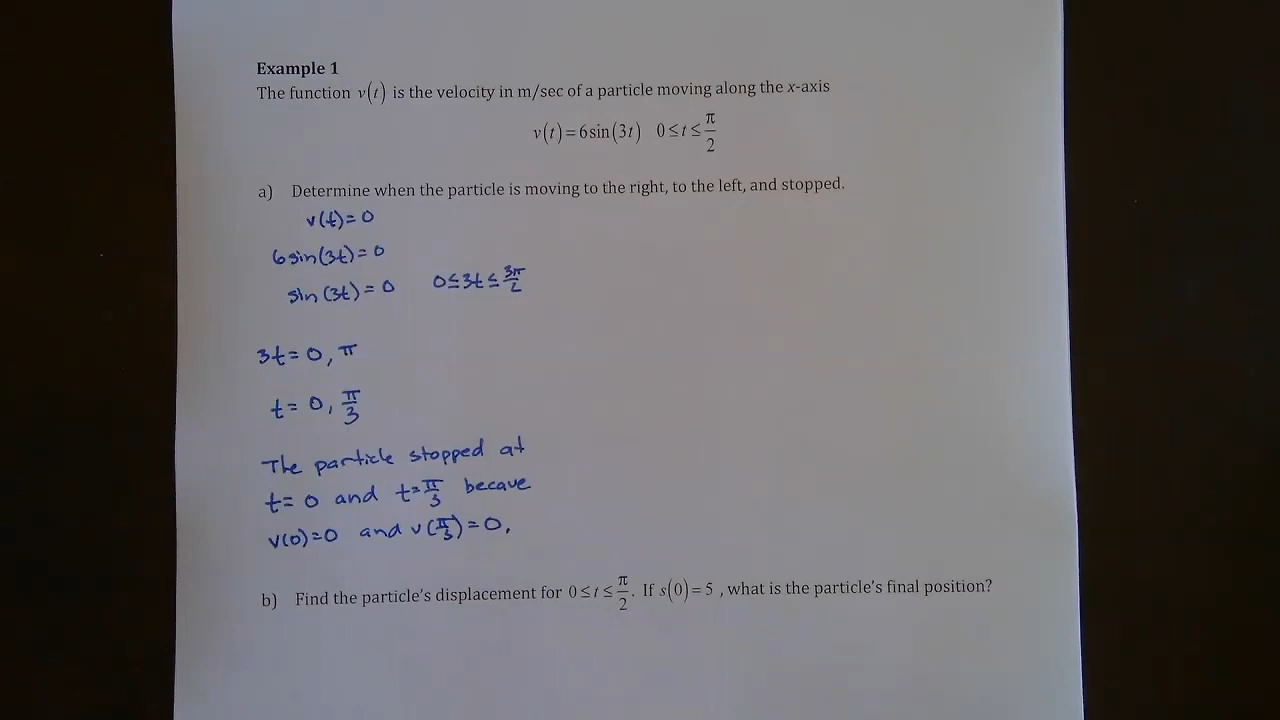 Example 1
The function v(t) is the velocity in m/sec of a particle moving along the x-axis
v(t)=6sin(3t) 0≤t≤π/2
a) Determine when the particle is moving to the right, to the left, and stopped.
v(t)=0
6sin(3t)=0
sin(3t)=0 0≤3t≤3π/2
3t=0, π
t=0, π/3
The particle stopped at
t=0 and t=π/3 becave
v(0)=0 and v(π/3)=0.
b) Find the particle's displacement for 0≤t≤π/2. If s(0)=5, what is the particle's final position?